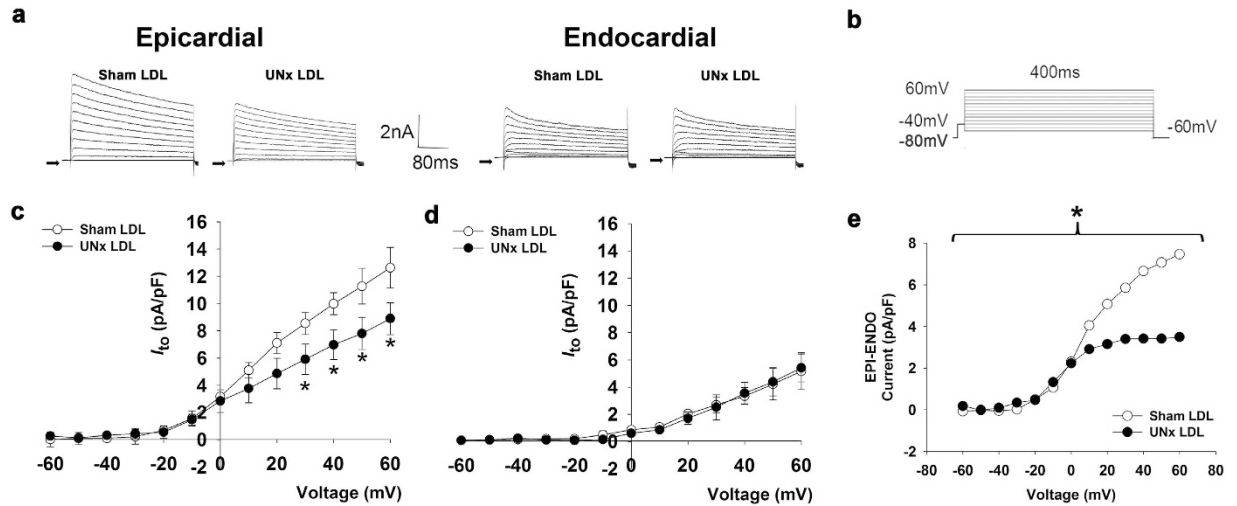 a
Epicardial
Endocardial
Sham LDL
UNx LDL
Sham LDL
UNx LDL
2nA
80ms
b
400ms
60mV
-40mV
-80mV
-60mV
c
Sham LDL
UNx LDL
Ito (pA/pF)
16
14
12
10
8
6
4
2
0
-2
* * * *
-60 -40 -20 0 20 40 60
Voltage (mV)
d
Sham LDL
UNx LDL
Ito (pA/pF)
16
14
12
10
8
6
4
2
0
-2
-60 -40 -20 0 20 40 60
Voltage (mV)
e
*
EPI-ENDO
Current (pA/pF)
8
6
4
2
0
-2
Sham LDL
UNx LDL
-80 -60 -40 -20 0 20 40 60 80
Voltage (mV)